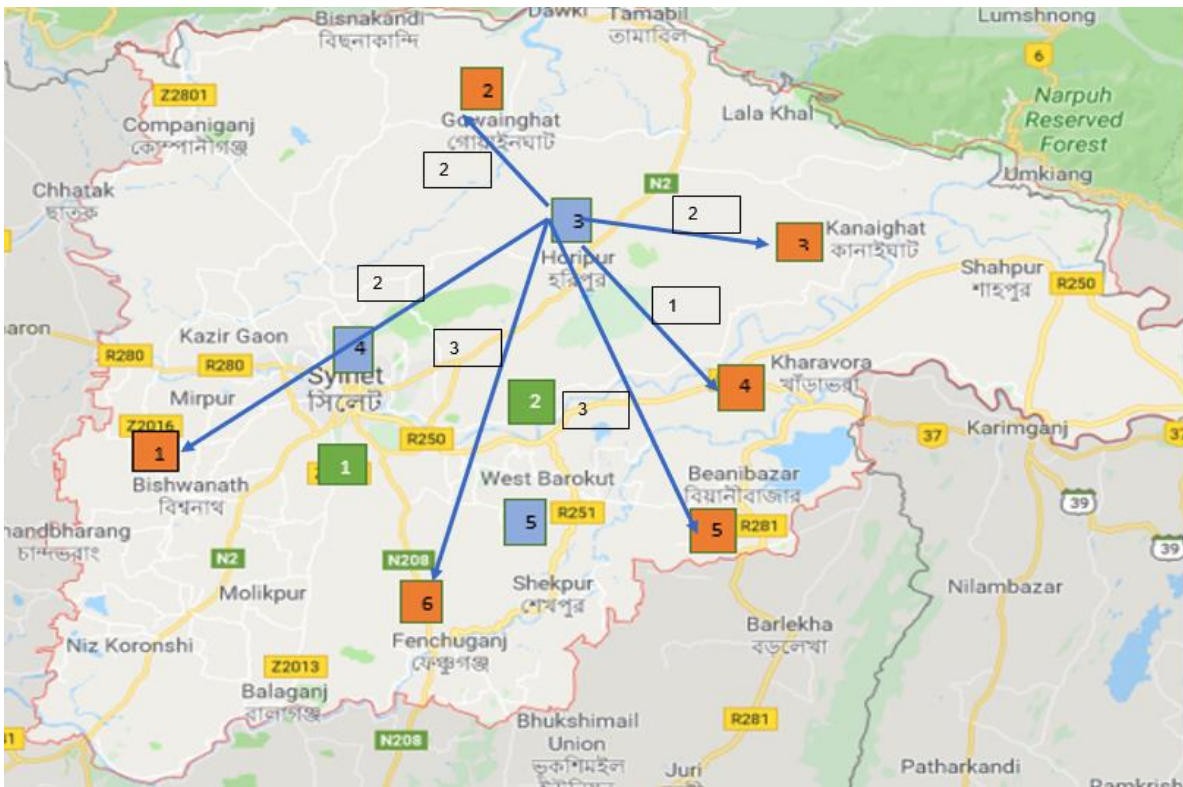 Dawki
Tamabil
তামাবিল
Bisnakandi
বিছনাকান্দি
Lumshnong
6
Z2801
2
Narpuh
Reserved
Forest
Companiganj
কোম্পানীগঞ্জ
Gowainghat
গোয়াইনঘাট
Lala Khal
Umkiang
Chhatak
ছাতক
2
N2
3
2
Kanaighat
কানাইঘাট
3
Horipur
হরিপুর
Shahpur
শাহপুর
R250
2
1
Kazir Gaon
4
3
R280
R280
Kharavora
খাঁড়াভরা
Sylhet
সিলেট
Mirpur
4
2
3
Z2016
R250
37
Karimganj
37
1
1
Bishwanath
বিশ্বনাথ
West Barokut
Beanibazar
বিয়ানীবাজার
5
R251
5
R281
39
39
চান্দভরাং
N2
N208
Molikpur
6
Shekpur
শেখপুর
Nilambazar
Niz Koronshi
Fenchuganj
ফেঞ্চুগঞ্জ
Barlekha
বড়লেখা
Z2013
Balaganj
বালাগঞ্জ
R281
Bhukshimail
Union
ভূকশিমইল
N208
Juri
Patharkandi